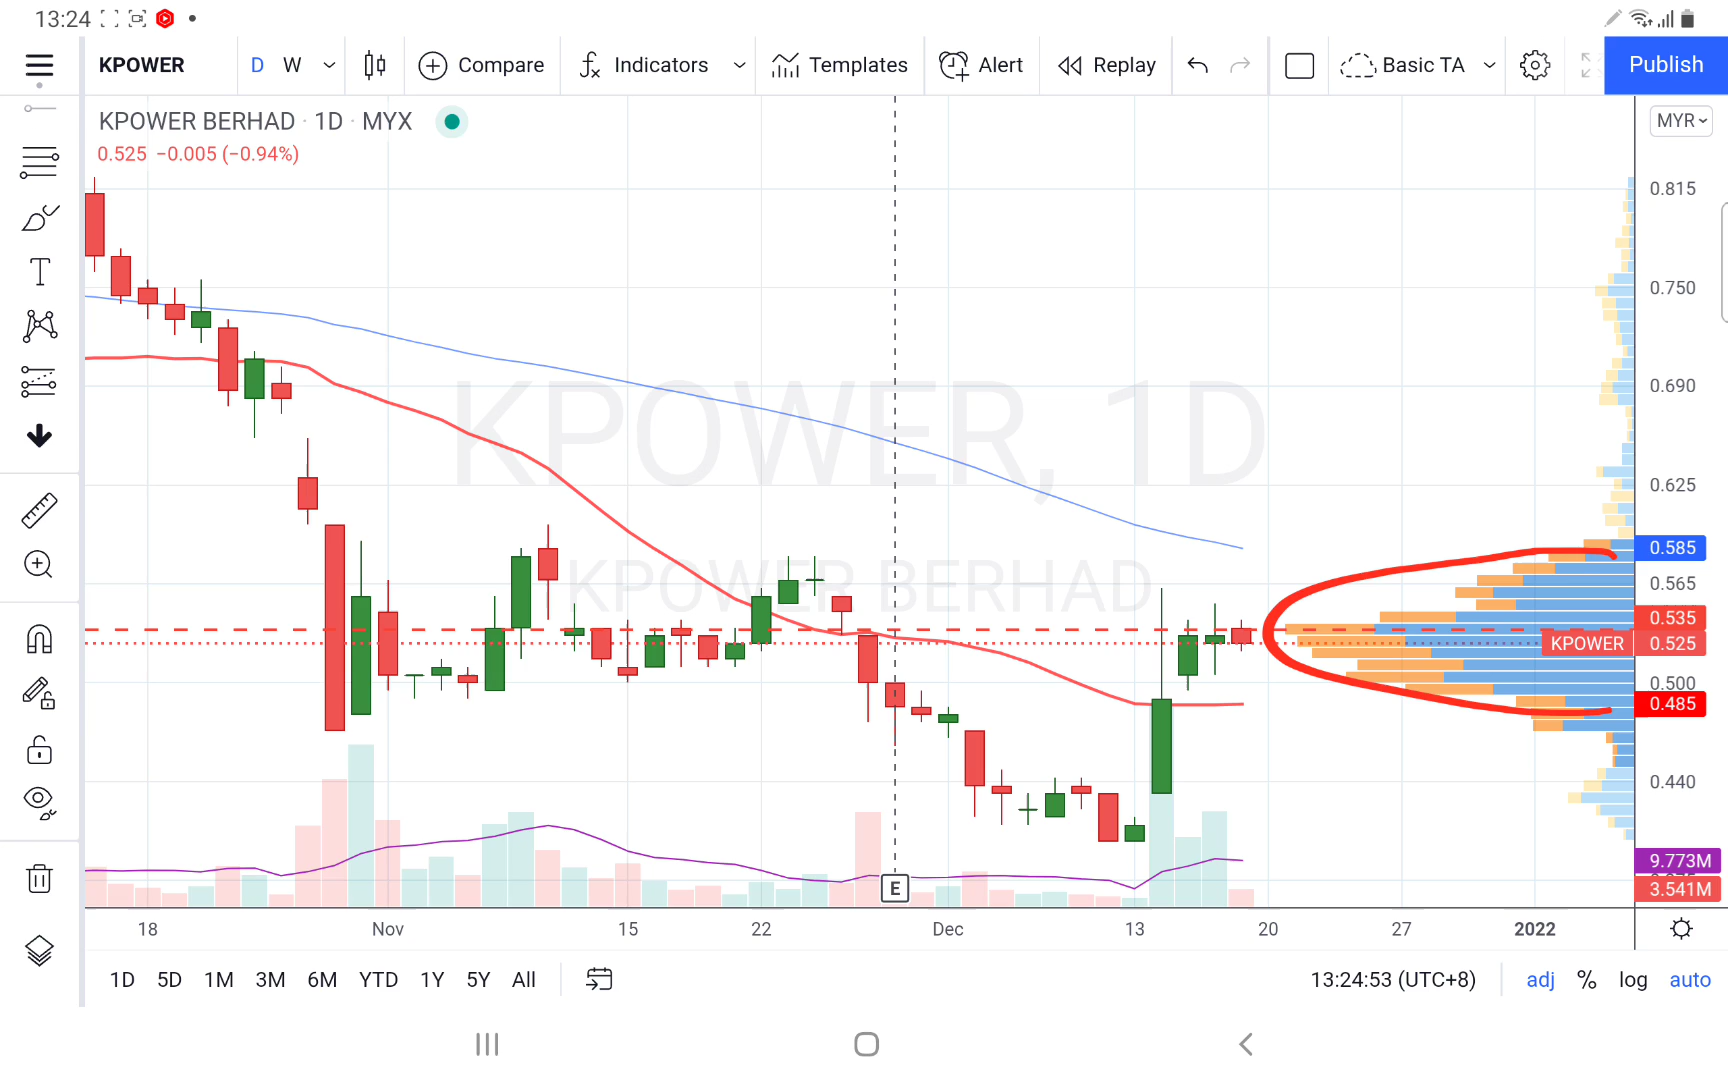 13:24
KPOWER D W Compare Indicators Templates Alert Replay Basic TA Publish
KPOWER BERHAD · 1D · MYX
MYR
0.525 −0.005 (−0.94%)
0.815
0.750
0.690
KPOWER, 1D
0.625
0.585
KPOWER BERHAD
0.565
0.535
KPOWER 0.525
0.500
0.485
0.440
9.773M
E
3.541M
18 Nov 15 22 Dec 13 20 27 2022
1D 5D 1M 3M 6M YTD 1Y 5Y All 13:24:53 (UTC+8) adj % log auto